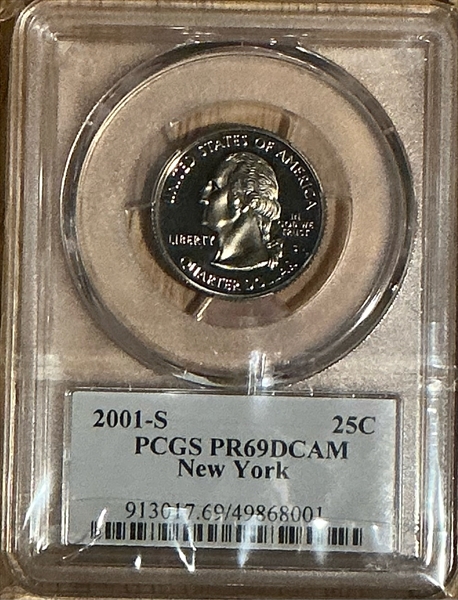 UNITED STATES OF AMERICA
LIBERTY
IN
GOD WE
TRUST
S
QUARTER DOLLAR
2001-S 25C
PCGS PR69DCAM
New York
913017.69/49868001